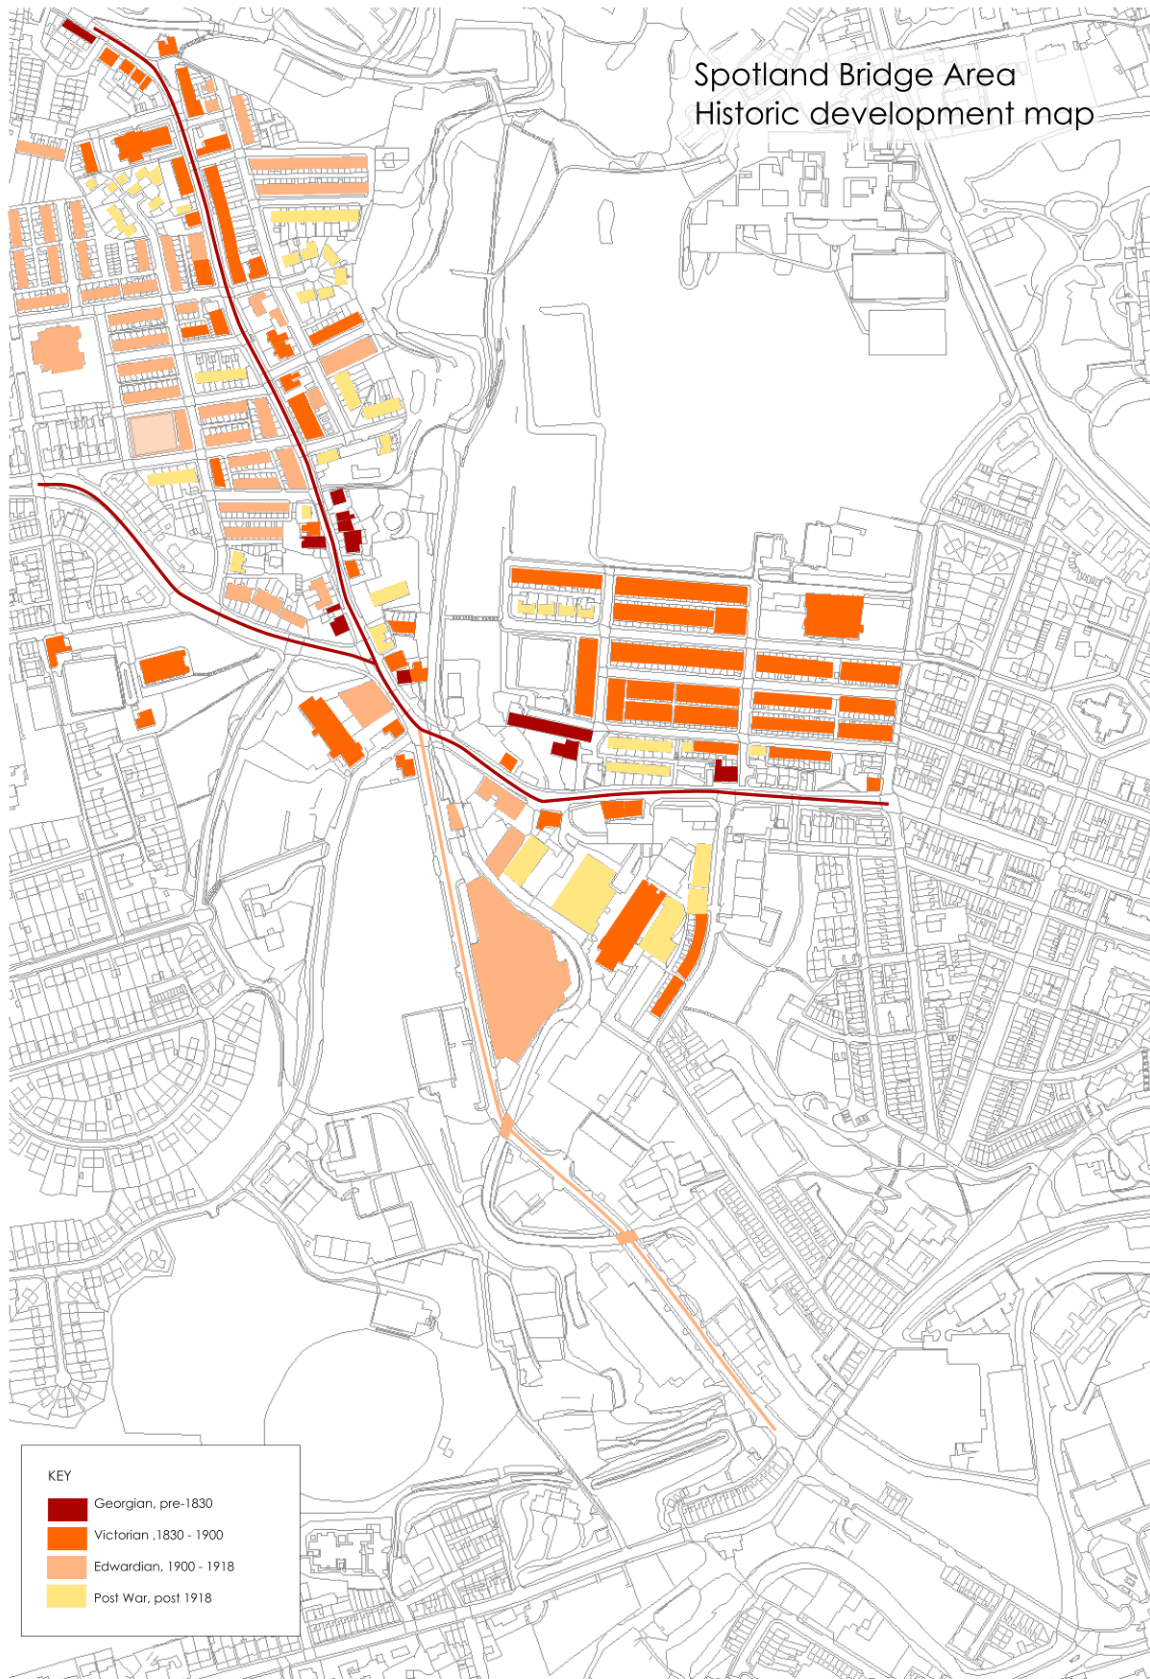 Spotland Bridge Area
Historic development map
KEY
Georgian, pre-1830
Victorian ,1830 - 1900
Edwardian, 1900 - 1918
Post War, post 1918